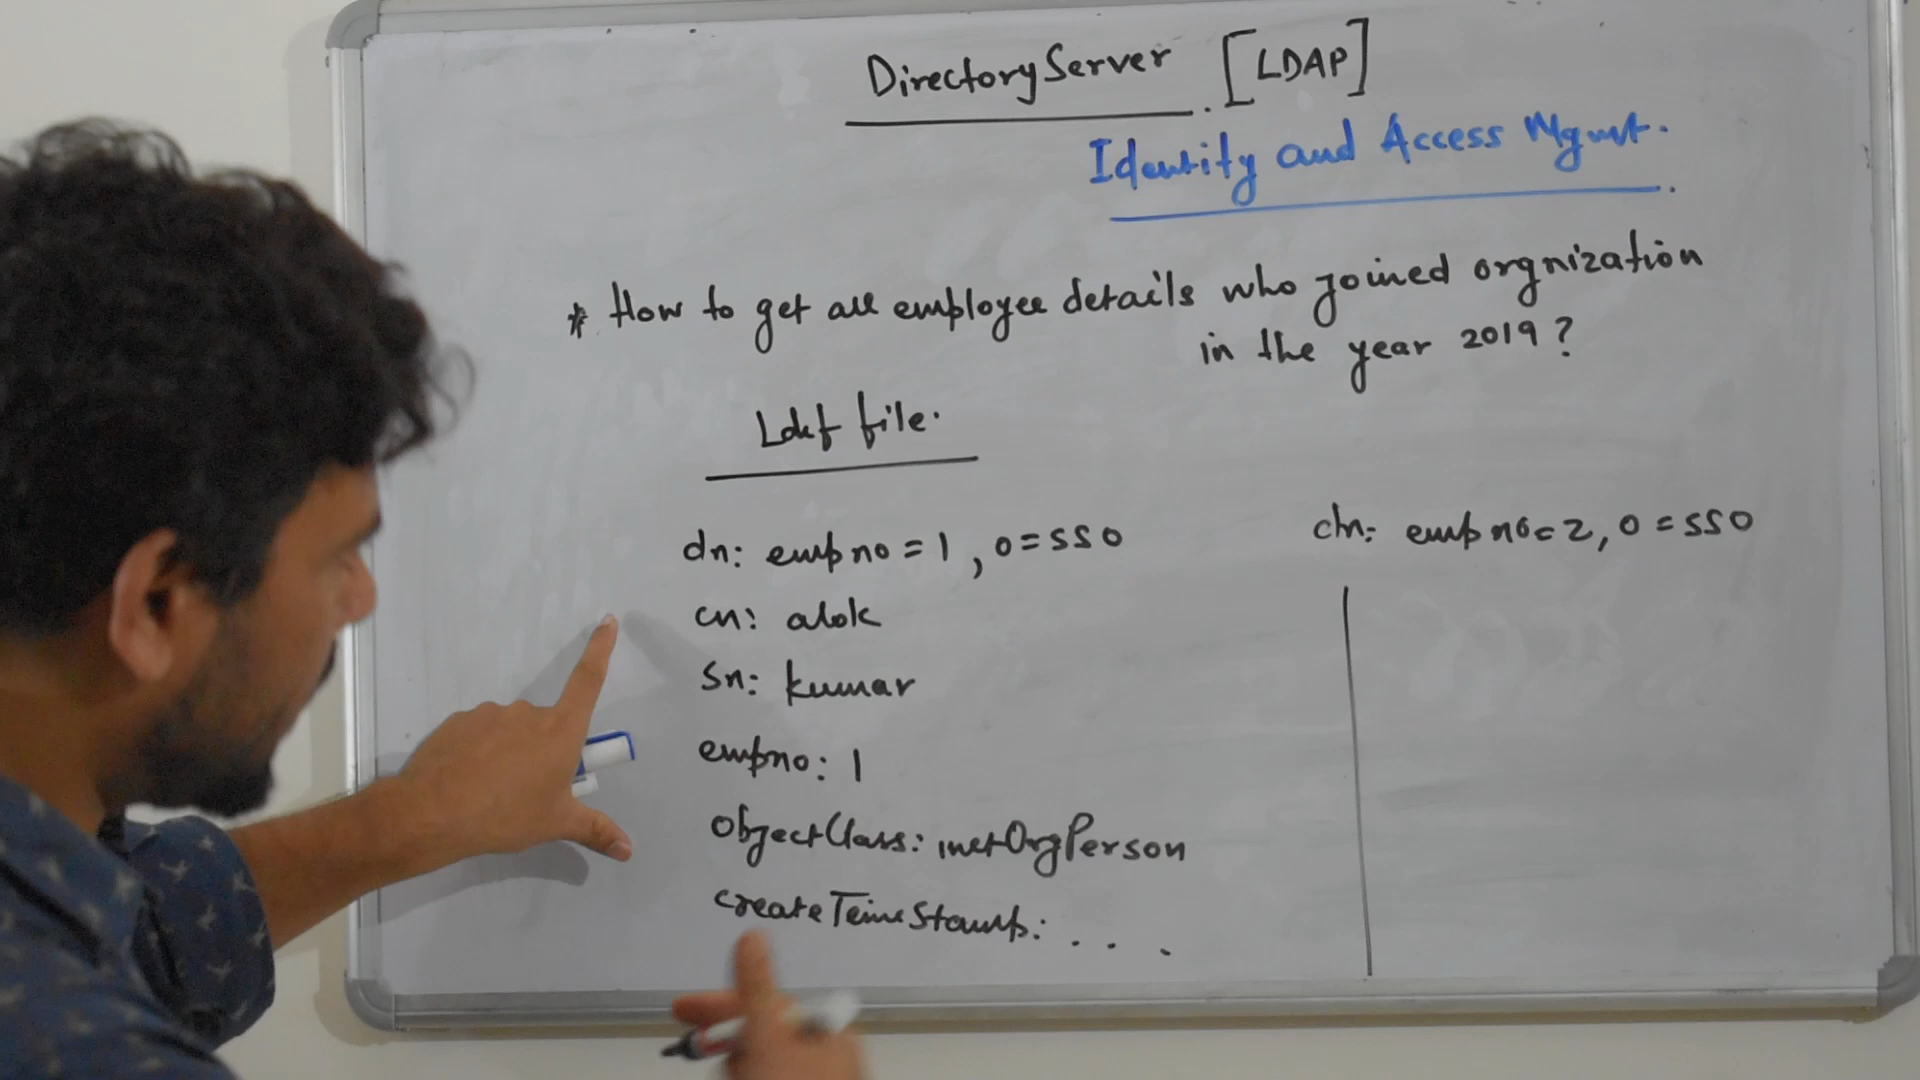 Directory Server [LDAP]
Identity and Access Mgmt.
* How to get all employee details who joined orgnization
in the year 2019?
Ldif file.
dn: empno=1, o=sso
cn: alok
sn: kumar
empno: 1
objectClass: inetOrgPerson
createTimeStamp: . . .
dn: empno=2, o=sso